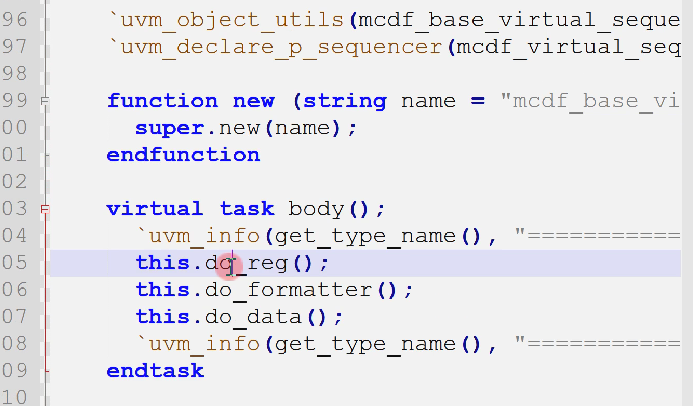 96 `uvm_object_utils(mcdf_base_virtual_seque
97 `uvm_declare_p_sequencer(mcdf_virtual_seq
98
99 function new (string name = "mcdf_base_vi
00 super.new(name);
01 endfunction
02
03 virtual task body();
04 `uvm_info(get_type_name(), "===========
05 this.do_reg();
06 this.do_formatter();
07 this.do_data();
08 `uvm_info(get_type_name(), "===========
09 endtask
10